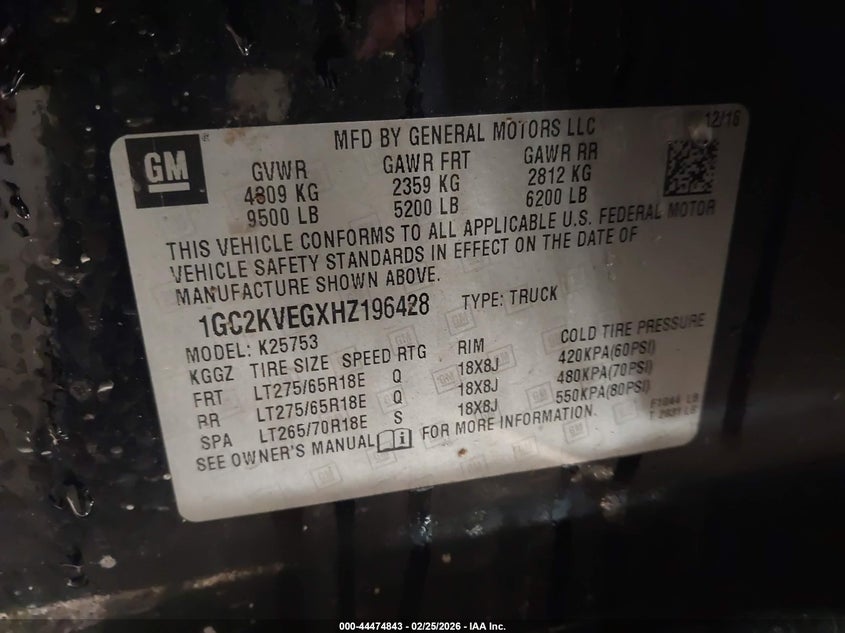 12/16
GM
MFD BY GENERAL MOTORS LLC
GVWR GAWR FRT GAWR RR
4309 KG 2359 KG 2812 KG
9500 LB 5200 LB 6200 LB
THIS VEHICLE CONFORMS TO ALL APPLICABLE U.S. FEDERAL MOTOR
VEHICLE SAFETY STANDARDS IN EFFECT ON THE DATE OF
MANUFACTURE SHOWN ABOVE.
1GC2KVEGXHZ196428 TYPE: TRUCK
MODEL: K25753
KGGZ TIRE SIZE SPEED RTG RIM COLD TIRE PRESSURE
FRT LT275/65R18E Q 18X8J 420KPA(60PSI)
RR LT275/65R18E Q 18X8J 480KPA(70PSI)
SPA LT265/70R18E S 18X8J 550KPA(80PSI)
SEE OWNER'S MANUAL FOR MORE INFORMATION.
000-44474843 / 02/25/2026 - IAA Inc.